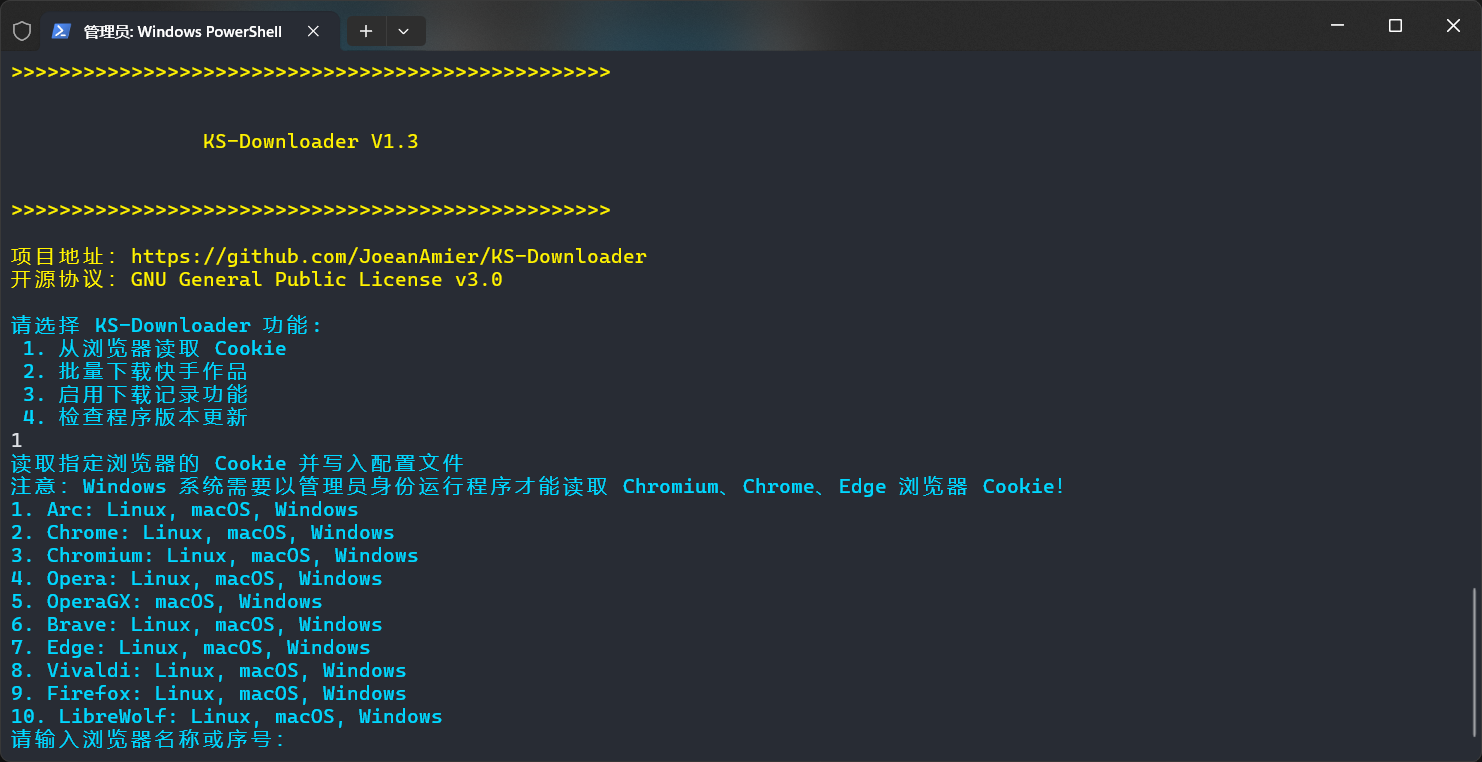 管理员: Windows PowerShell
>>>>>>>>>>>>>>>>>>>>>>>>>>>>>>>>>>>>>>>>>>>>>>>>>>
KS-Downloader V1.3
>>>>>>>>>>>>>>>>>>>>>>>>>>>>>>>>>>>>>>>>>>>>>>>>>>
项目地址：https://github.com/JoeanAmier/KS-Downloader
开源协议：GNU General Public License v3.0
请选择 KS-Downloader 功能：
1. 从浏览器读取 Cookie
2. 批量下载快手作品
3. 启用下载记录功能
4. 检查程序版本更新
1
读取指定浏览器的 Cookie 并写入配置文件
注意：Windows 系统需要以管理员身份运行程序才能读取 Chromium、Chrome、Edge 浏览器 Cookie！
1. Arc: Linux, macOS, Windows
2. Chrome: Linux, macOS, Windows
3. Chromium: Linux, macOS, Windows
4. Opera: Linux, macOS, Windows
5. OperaGX: macOS, Windows
6. Brave: Linux, macOS, Windows
7. Edge: Linux, macOS, Windows
8. Vivaldi: Linux, macOS, Windows
9. Firefox: Linux, macOS, Windows
10. LibreWolf: Linux, macOS, Windows
请输入浏览器名称或序号：